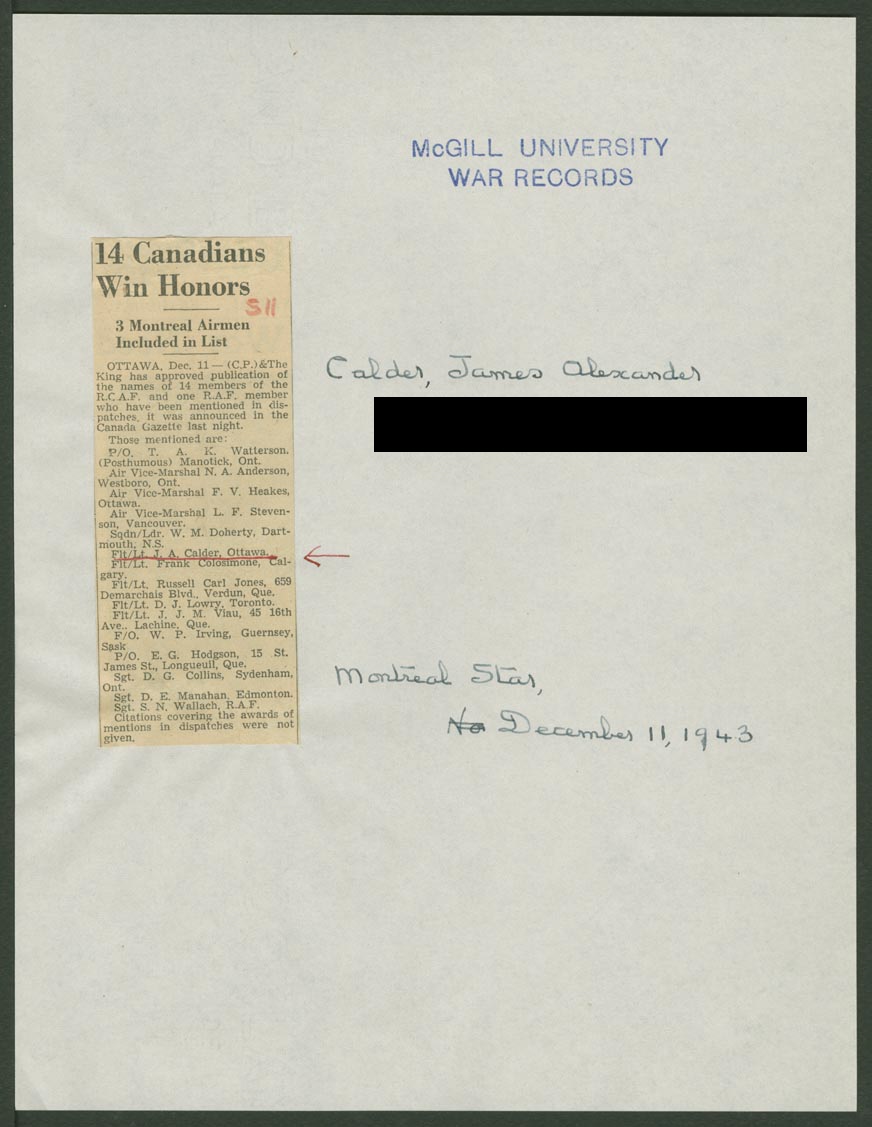 McGILL UNIVERSITY
WAR RECORDS
14 Canadians
Win Honors
S11
3 Montreal Airmen
Included in List
OTTAWA, Dec. 11 — (C.P.)&The
King has approved publication of
the names of 14 members of the
R.C.A.F. and one R.A.F. member
who have been mentioned in dis-
patches, it was announced in the
Canada Gazette last night.
Those mentioned are:
P/O. T. A. K. Watterson.
(Posthumous) Manotick, Ont.
Air Vice-Marshal N. A. Anderson,
Westboro, Ont.
Air Vice-Marshal F. V. Heakes,
Ottawa.
Air Vice-Marshal L. F. Steven-
son, Vancouver.
Sqdn/Ldr. W. M. Doherty, Dart-
mouth, N.S.
Flt/Lt. J. A. Calder, Ottawa.
Flt/Lt. Frank Colosimone, Cal-
gary.
Flt/Lt. Russell Carl Jones, 659
Demarchais Blvd., Verdun, Que.
Flt/Lt. D. J. Lowry, Toronto.
Flt/Lt. J. J. M. Viau, 45 16th
Ave., Lachine, Que.
F/O. W. P. Irving, Guernsey,
Sask
P/O. E. G. Hodgson, 15 St.
James St., Longueuil, Que.
Sgt. D. G. Collins, Sydenham,
Ont.
Sgt. D. E. Manahan, Edmonton.
Sgt. S. N. Wallach, R.A.F.
Citations covering the awards of
mentions in dispatches were not
given.
Calder, James Alexander
Montreal Star,
No December 11, 1943